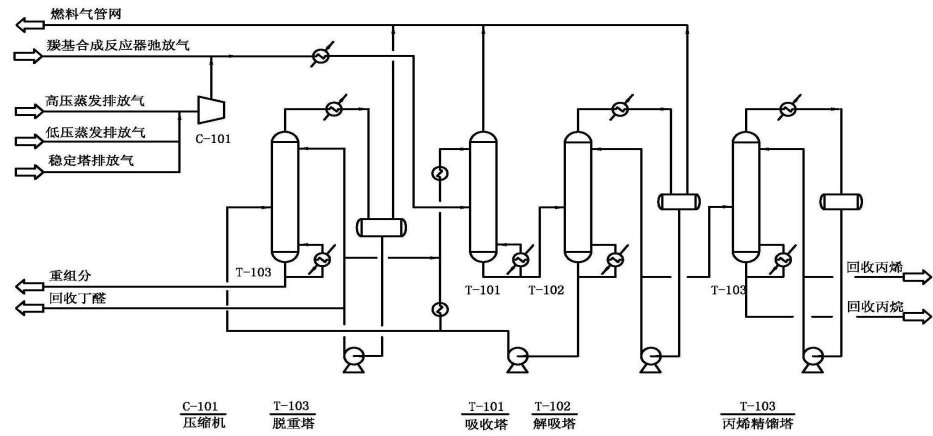 燃料气管网
羰基合成反应器驰放气
高压蒸发排放气
C-101
低压蒸发排放气
稳定塔排放气
T-103
T-101
T-102
T-103
重组分
回收丁醛
回收丙烯
回收丙烷
C-101
压缩机
T-103
脱重塔
T-101
吸收塔
T-102
解吸塔
T-103
丙烯精馏塔